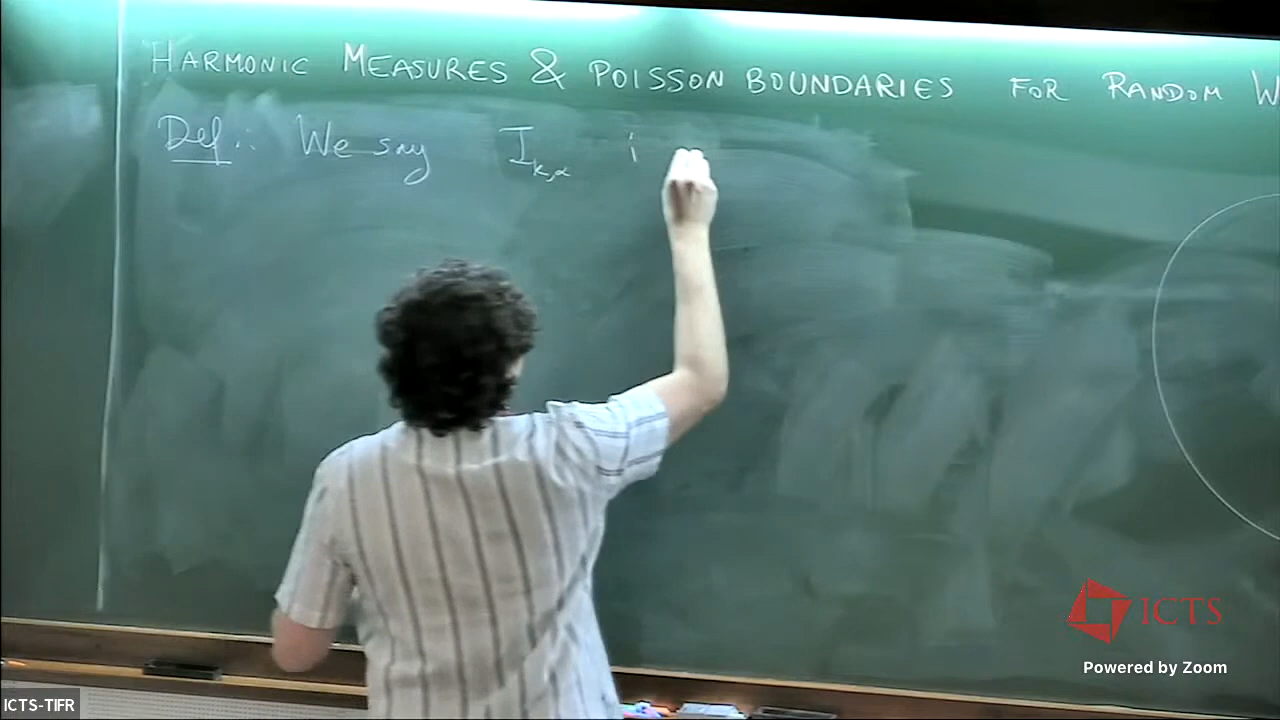 HARMONIC MEASURES & POISSON BOUNDARIES FOR RANDOM W
Def.: We say I_{k,α} i
ICTS
Powered by Zoom
ICTS-TIFR